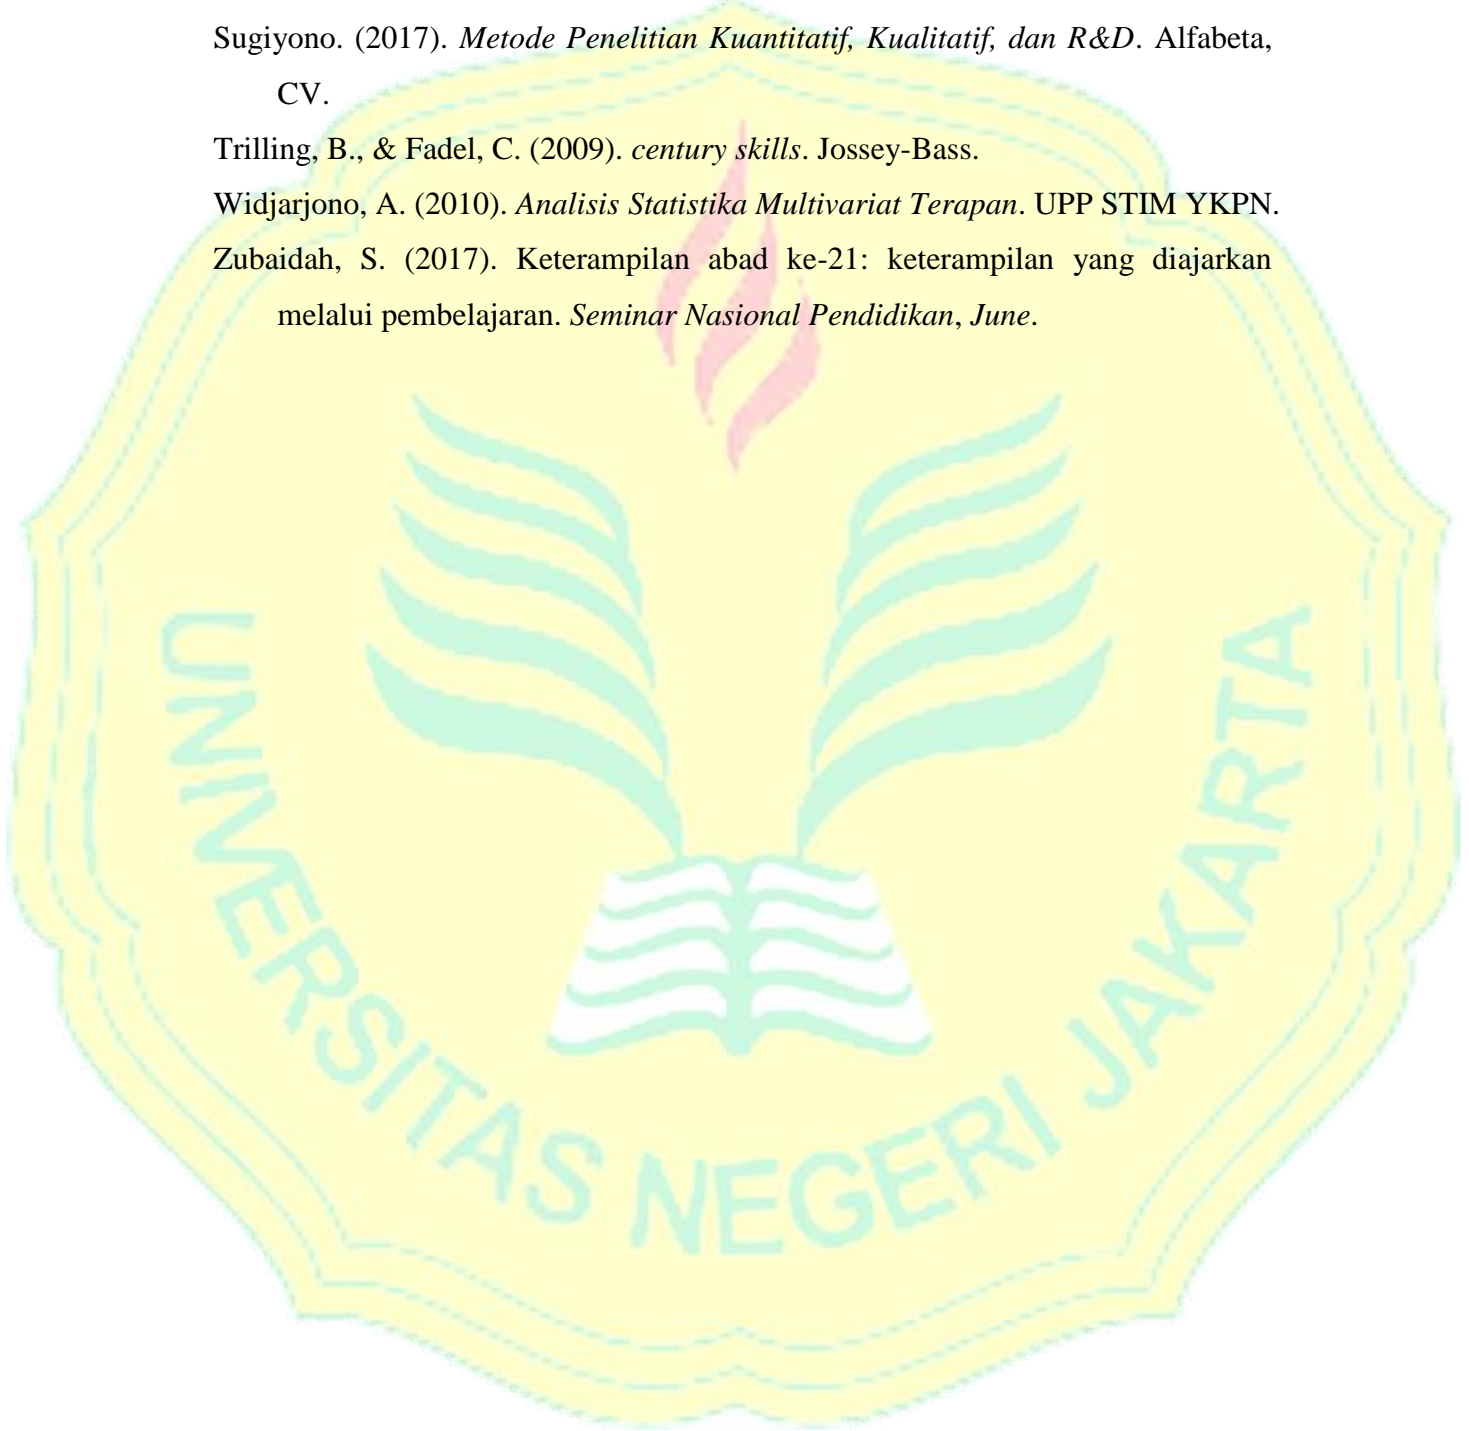 Sugiyono. (2017). Metode Penelitian Kuantitatif, Kualitatif, dan R&D. Alfabeta,
CV.
Trilling, B., & Fadel, C. (2009). century skills. Jossey-Bass.
Widjarjono, A. (2010). Analisis Statistika Multivariat Terapan. UPP STIM YKPN.
Zubaidah, S. (2017). Keterampilan abad ke-21: keterampilan yang diajarkan
melalui pembelajaran. Seminar Nasional Pendidikan, June.
UNIVERSITAS NEGERI JAKARTA